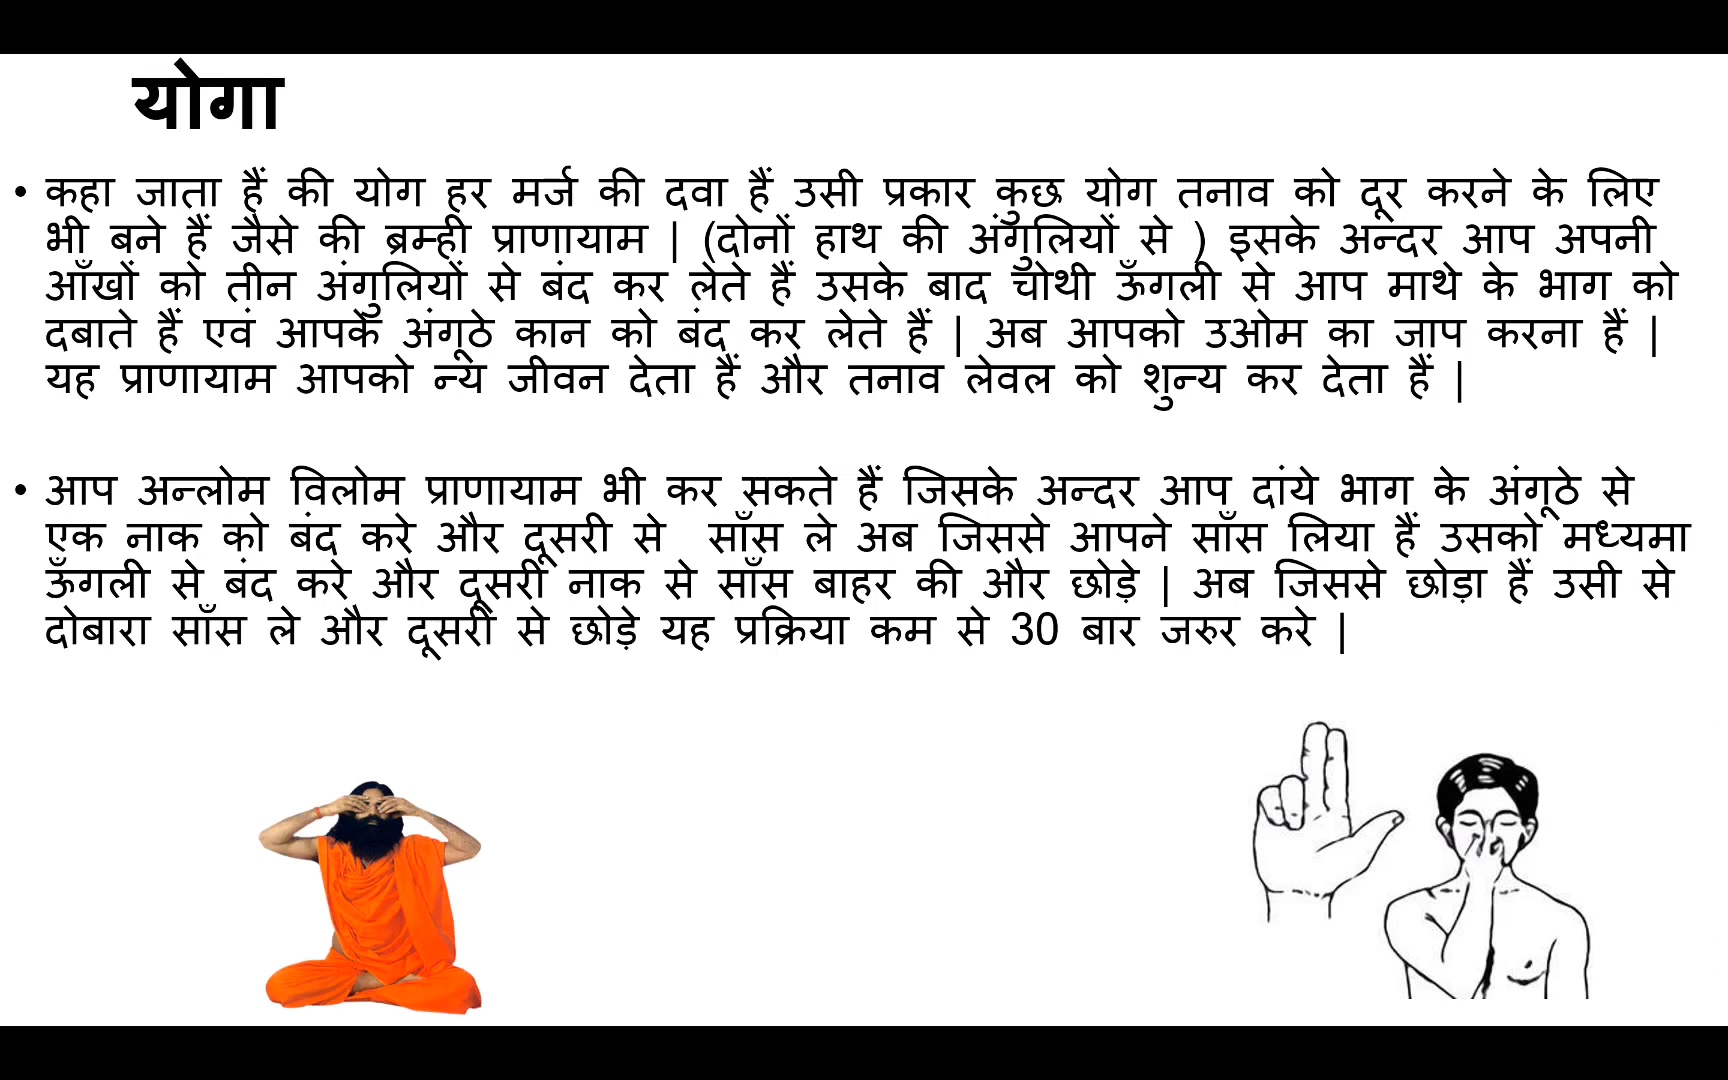 योगा
• कहा जाता हैं की योग हर मर्ज की दवा हैं उसी प्रकार कुछ योग तनाव को दूर करने के लिए
भी बने हैं जैसे की ब्रम्ही प्राणायाम | (दोनों हाथ की अंगुलियों से ) इसके अन्दर आप अपनी
आँखों को तीन अंगुलियों से बंद कर लेते हैं उसके बाद चोथी ऊँगली से आप माथे के भाग को
दबाते हैं एवं आपके अंगूठे कान को बंद कर लेते हैं | अब आपको उओम का जाप करना हैं |
यह प्राणायाम आपको न्य जीवन देता हैं और तनाव लेवल को शुन्य कर देता हैं |
• आप अन्लोम विलोम प्राणायाम भी कर सकते हैं जिसके अन्दर आप दांये भाग के अंगूठे से
एक नाक को बंद करे और दूसरी से साँस ले अब जिससे आपने साँस लिया हैं उसको मध्यमा
ऊँगली से बंद करे और दूसरी नाक से साँस बाहर की और छोड़े | अब जिससे छोड़ा हैं उसी से
दोबारा साँस ले और दूसरी से छोड़े यह प्रक्रिया कम से 30 बार जरुर करे |